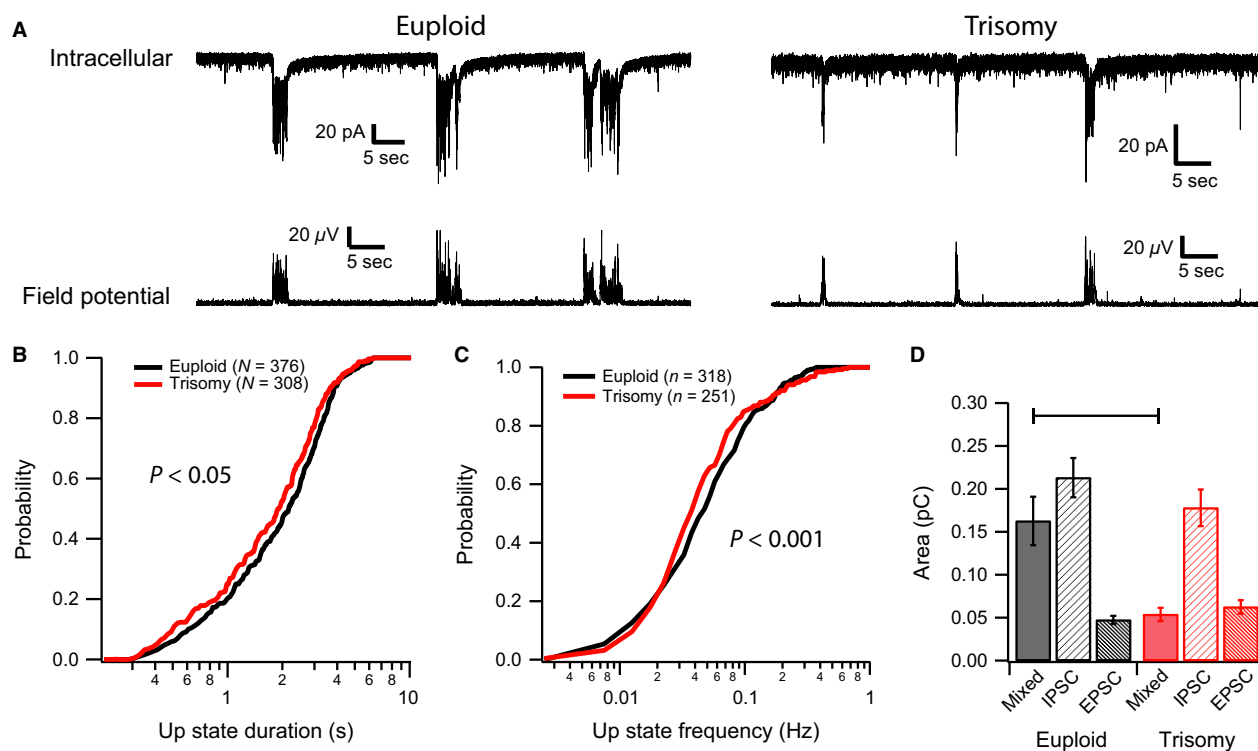 A
Euploid
Trisomy
Intracellular
20 pA
5 sec
20 pA
5 sec
20 µV
5 sec
20 µV
5 sec
Field potential
B
1.0
0.8
0.6
0.4
0.2
0.0
Probability
Euploid (N = 376)
Trisomy (N = 308)
P < 0.05
4 6 8 1 2 4 6 8 10
Up state duration (s)
C
1.0
0.8
0.6
0.4
0.2
0.0
Probability
Euploid (n = 318)
Trisomy (n = 251)
P < 0.001
4 6 8 0.01 2 4 6 8 0.1 2 4 6 8 1
Up state frequency (Hz)
D
0.30
0.25
0.20
0.15
0.10
0.05
0.00
Area (pC)
Mixed IPSC EPSC Mixed IPSC EPSC
Euploid Trisomy